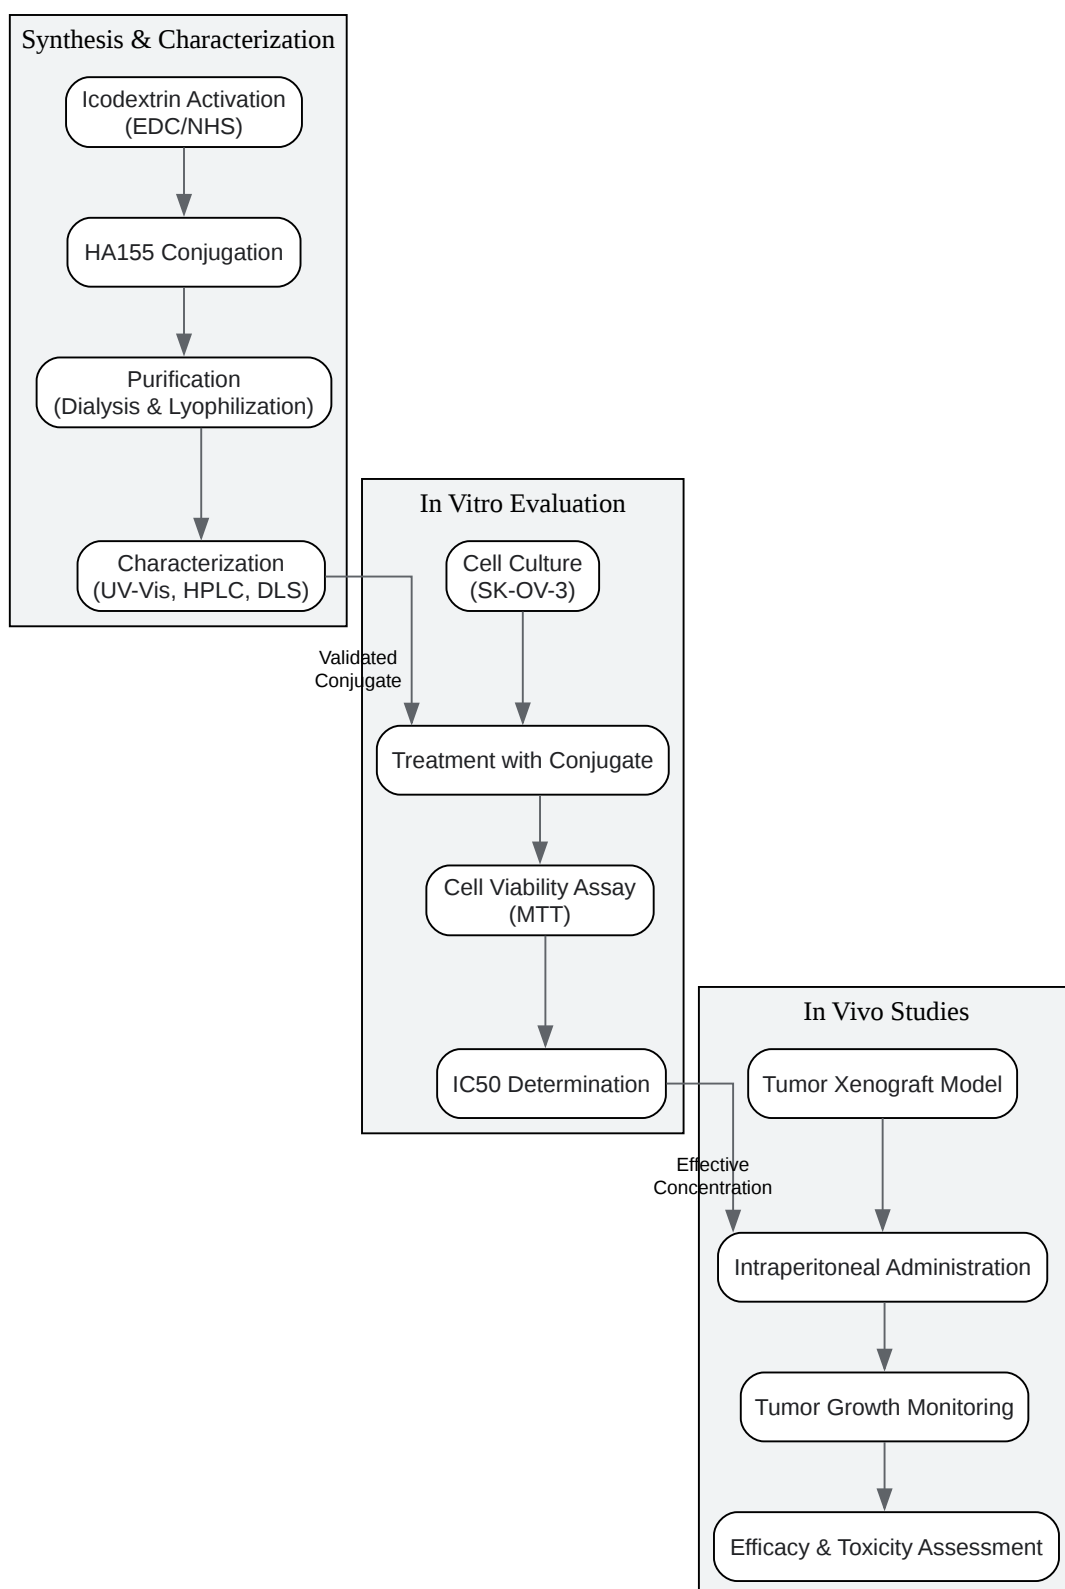 Synthesis & Characterization
Icodextrin Activation
(EDC/NHS)
HA155 Conjugation
Purification
(Dialysis & Lyophilization)
Characterization
(UV-Vis, HPLC, DLS)
Validated
Conjugate
In Vitro Evaluation
Cell Culture
(SK-OV-3)
Treatment with Conjugate
Cell Viability Assay
(MTT)
IC50 Determination
Effective
Concentration
In Vivo Studies
Tumor Xenograft Model
Intraperitoneal Administration
Tumor Growth Monitoring
Efficacy & Toxicity Assessment